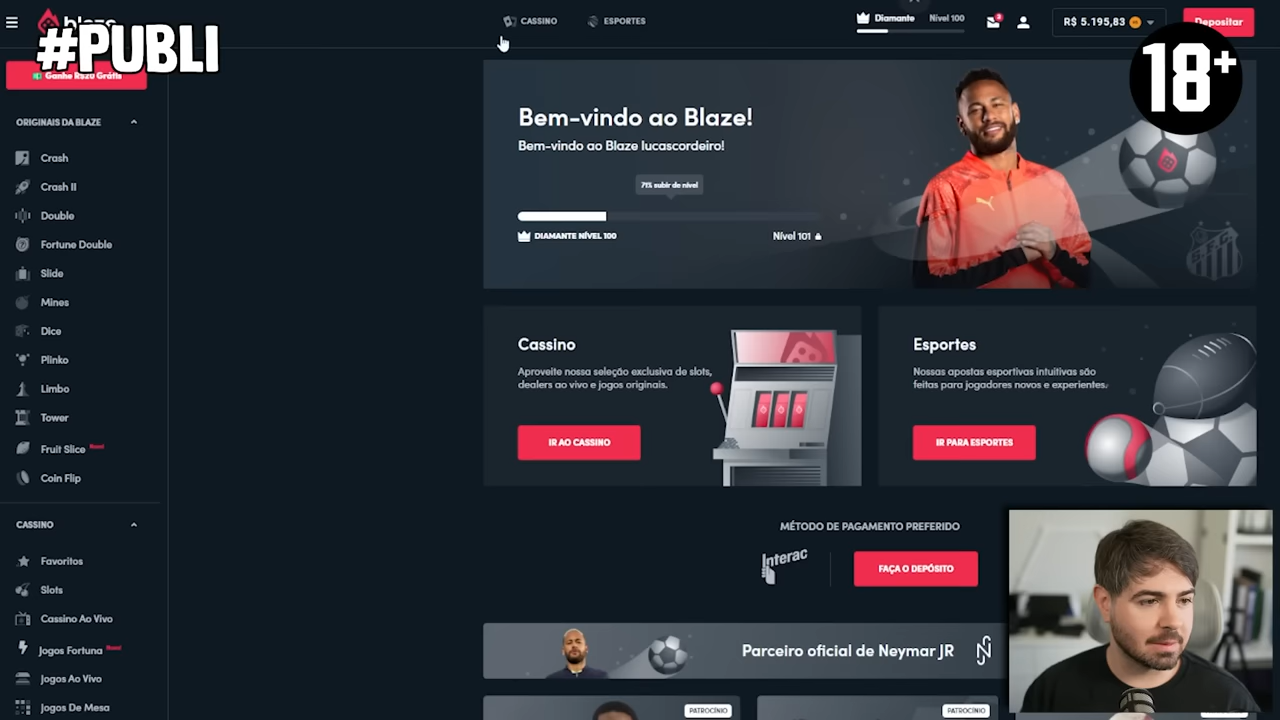 blaze
CASSINO
ESPORTES
Diamante
Nível 100
R$ 5.195,83
Depositar
#PUBLI
18+
Ganhe R$20 Grátis
ORIGINAIS DA BLAZE
Crash
Crash II
Double
Fortune Double
Slide
Mines
Dice
Plinko
Limbo
Tower
Fruit Slice
Coin Flip
CASSINO
Favoritos
Slots
Cassino Ao Vivo
Jogos Fortuna
Jogos Ao Vivo
Jogos De Mesa
Bem-vindo ao Blaze!
Bem-vindo ao Blaze lucascordeiro!
71% subir de nível
DIAMANTE NÍVEL 100
Nível 101
Cassino
Aproveite nossa seleção exclusiva de slots,
dealers ao vivo e jogos originais.
IR AO CASSINO
Esportes
Nossas apostas esportivas intuitivas são
feitas para jogadores novos e experientes.
IR PARA ESPORTES
MÉTODO DE PAGAMENTO PREFERIDO
Interac
FAÇA O DEPÓSITO
Parceiro oficial de Neymar JR
PATROCÍNIO
PATROCÍNIO